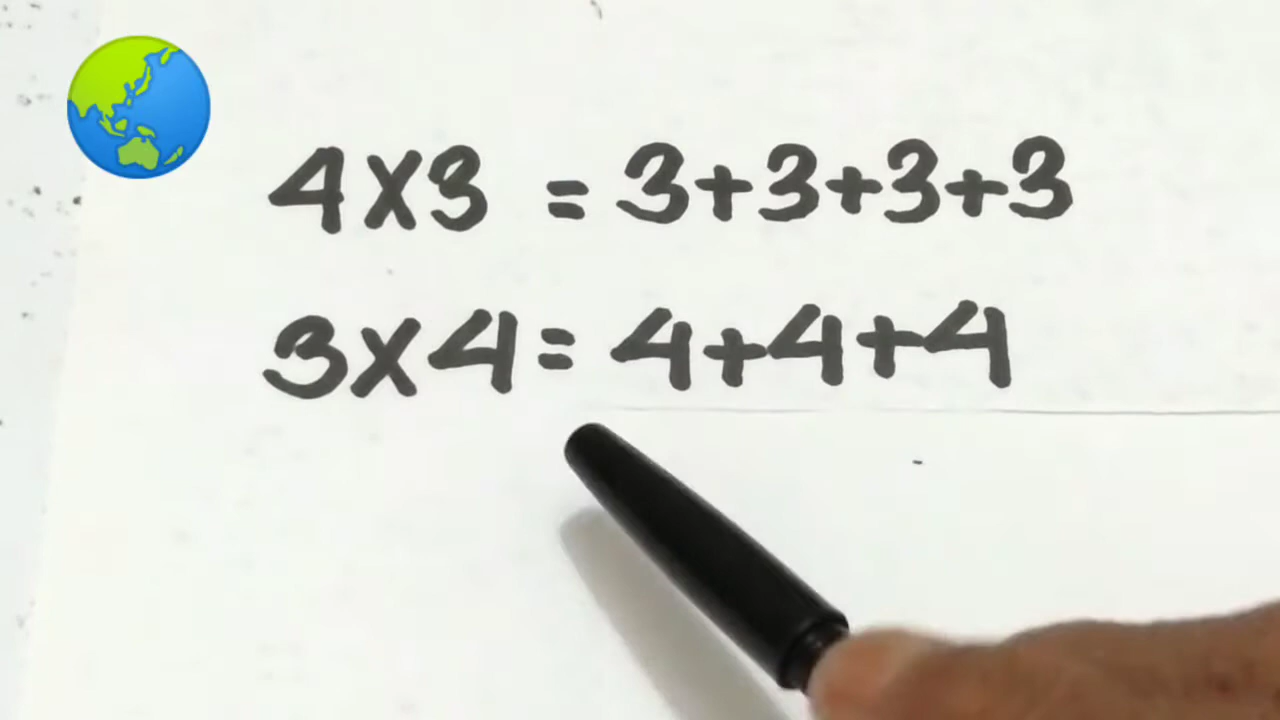 4x3 = 3+3+3+3
3x4 = 4+4+4